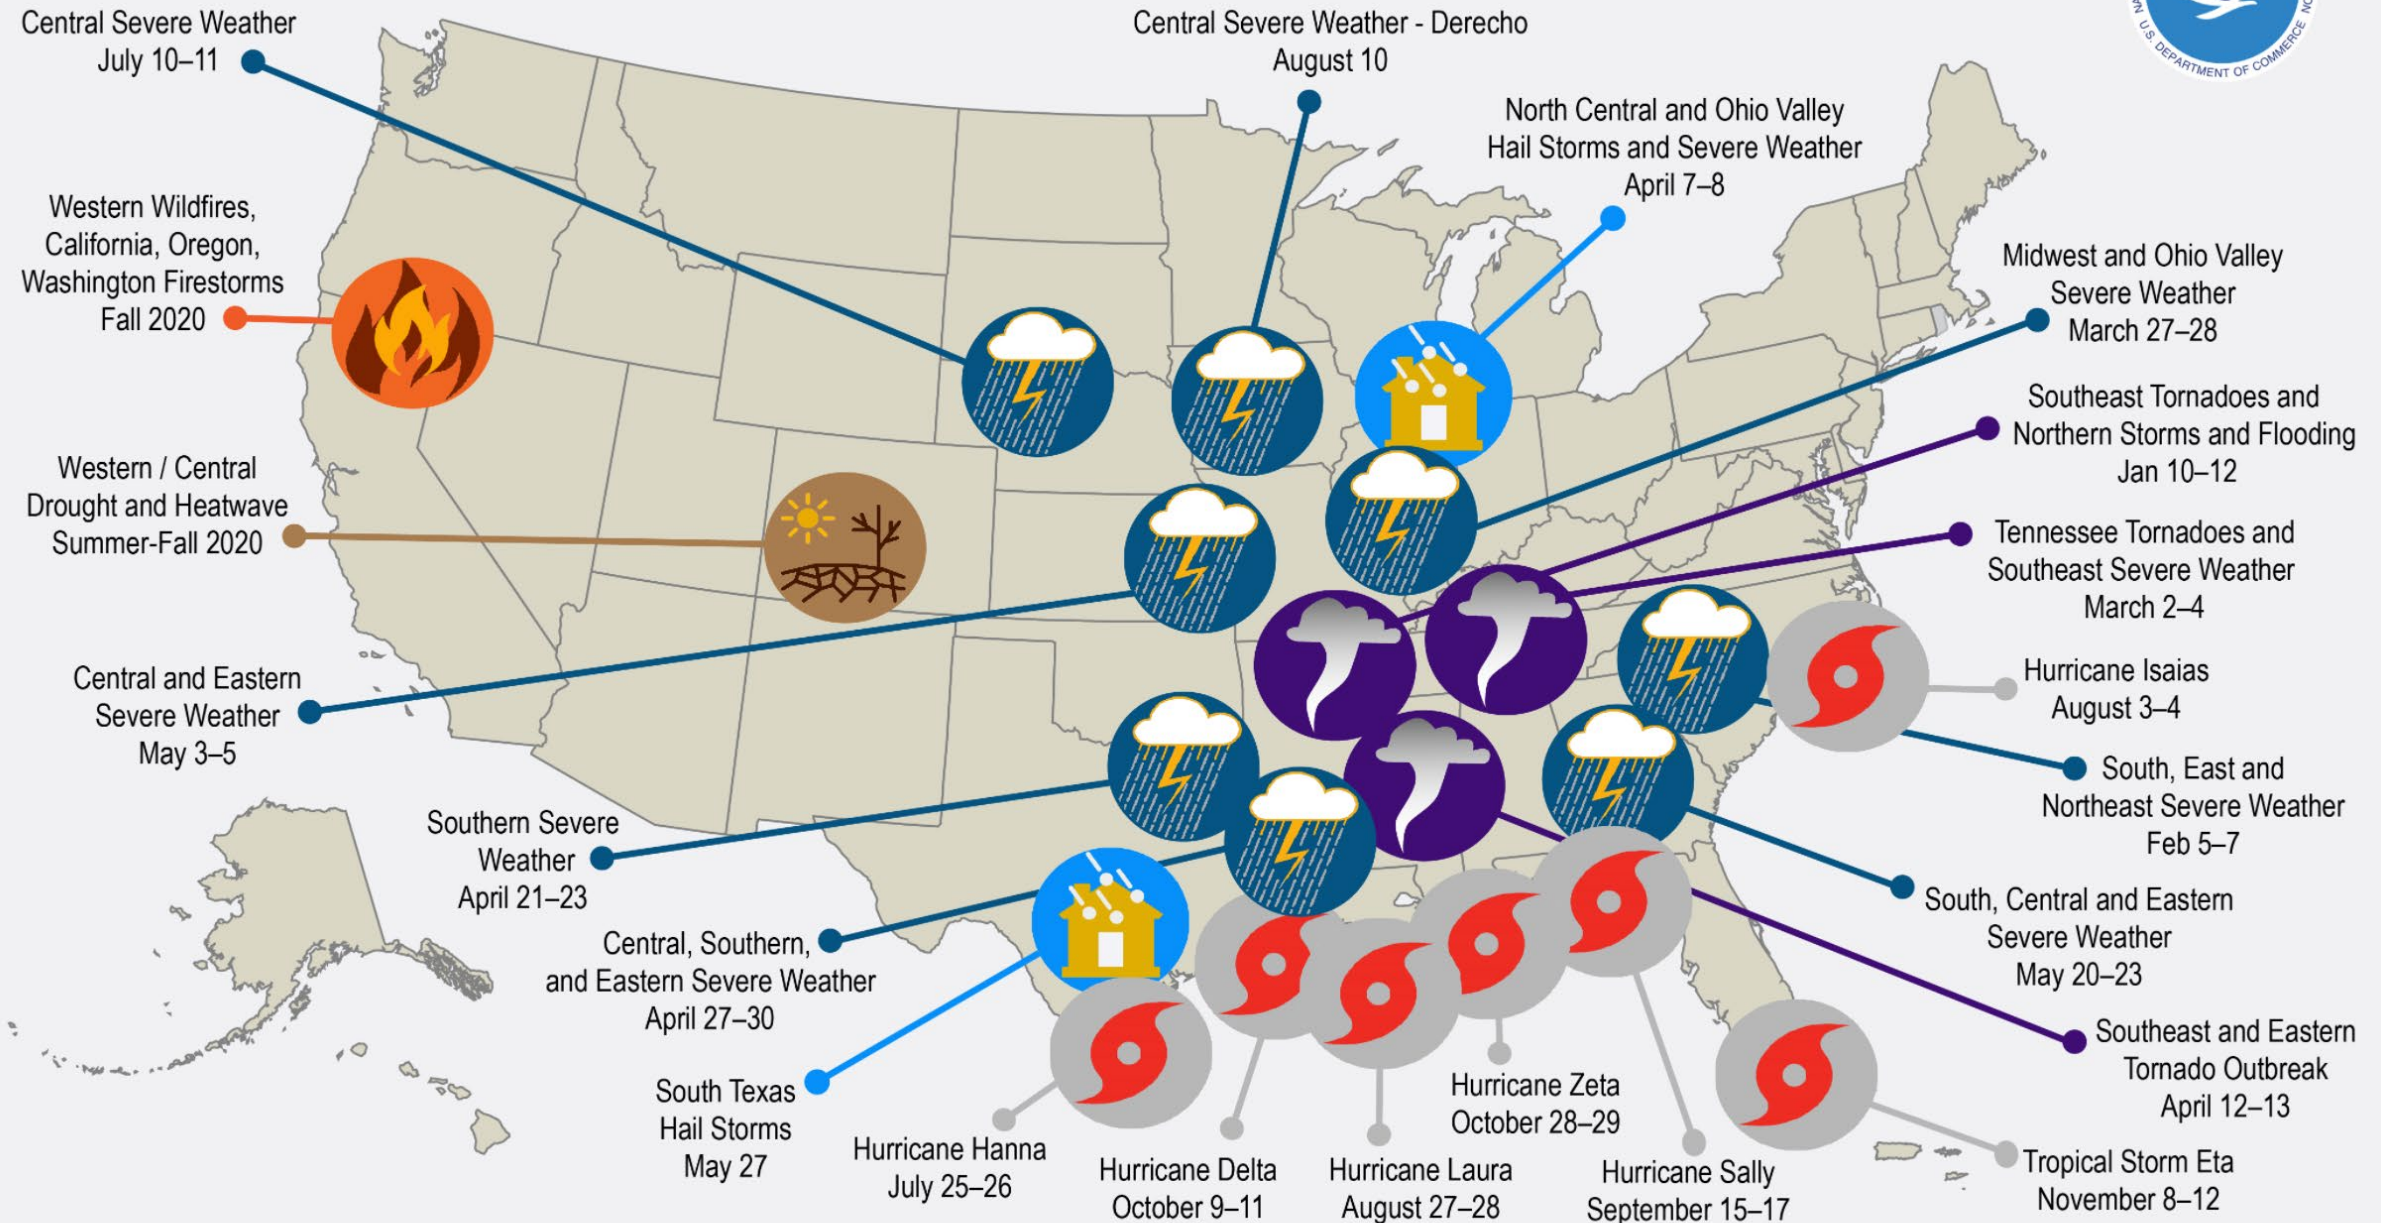 Central Severe Weather
July 10–11
Central Severe Weather - Derecho
August 10
U.S. DEPARTMENT OF COMMERCE
North Central and Ohio Valley
Hail Storms and Severe Weather
April 7–8
Western Wildfires,
California, Oregon,
Washington Firestorms
Fall 2020
Midwest and Ohio Valley
Severe Weather
March 27–28
Southeast Tornadoes and
Northern Storms and Flooding
Jan 10–12
Western / Central
Drought and Heatwave
Summer-Fall 2020
Tennessee Tornadoes and
Southeast Severe Weather
March 2–4
Hurricane Isaias
August 3–4
Central and Eastern
Severe Weather
May 3–5
South, East and
Northeast Severe Weather
Feb 5–7
Southern Severe
Weather
April 21–23
South, Central and Eastern
Severe Weather
May 20–23
Central, Southern,
and Eastern Severe Weather
April 27–30
Southeast and Eastern
Tornado Outbreak
April 12–13
South Texas
Hail Storms
May 27
Hurricane Hanna
July 25–26
Hurricane Delta
October 9–11
Hurricane Laura
August 27–28
Hurricane Zeta
October 28–29
Hurricane Sally
September 15–17
Tropical Storm Eta
November 8–12